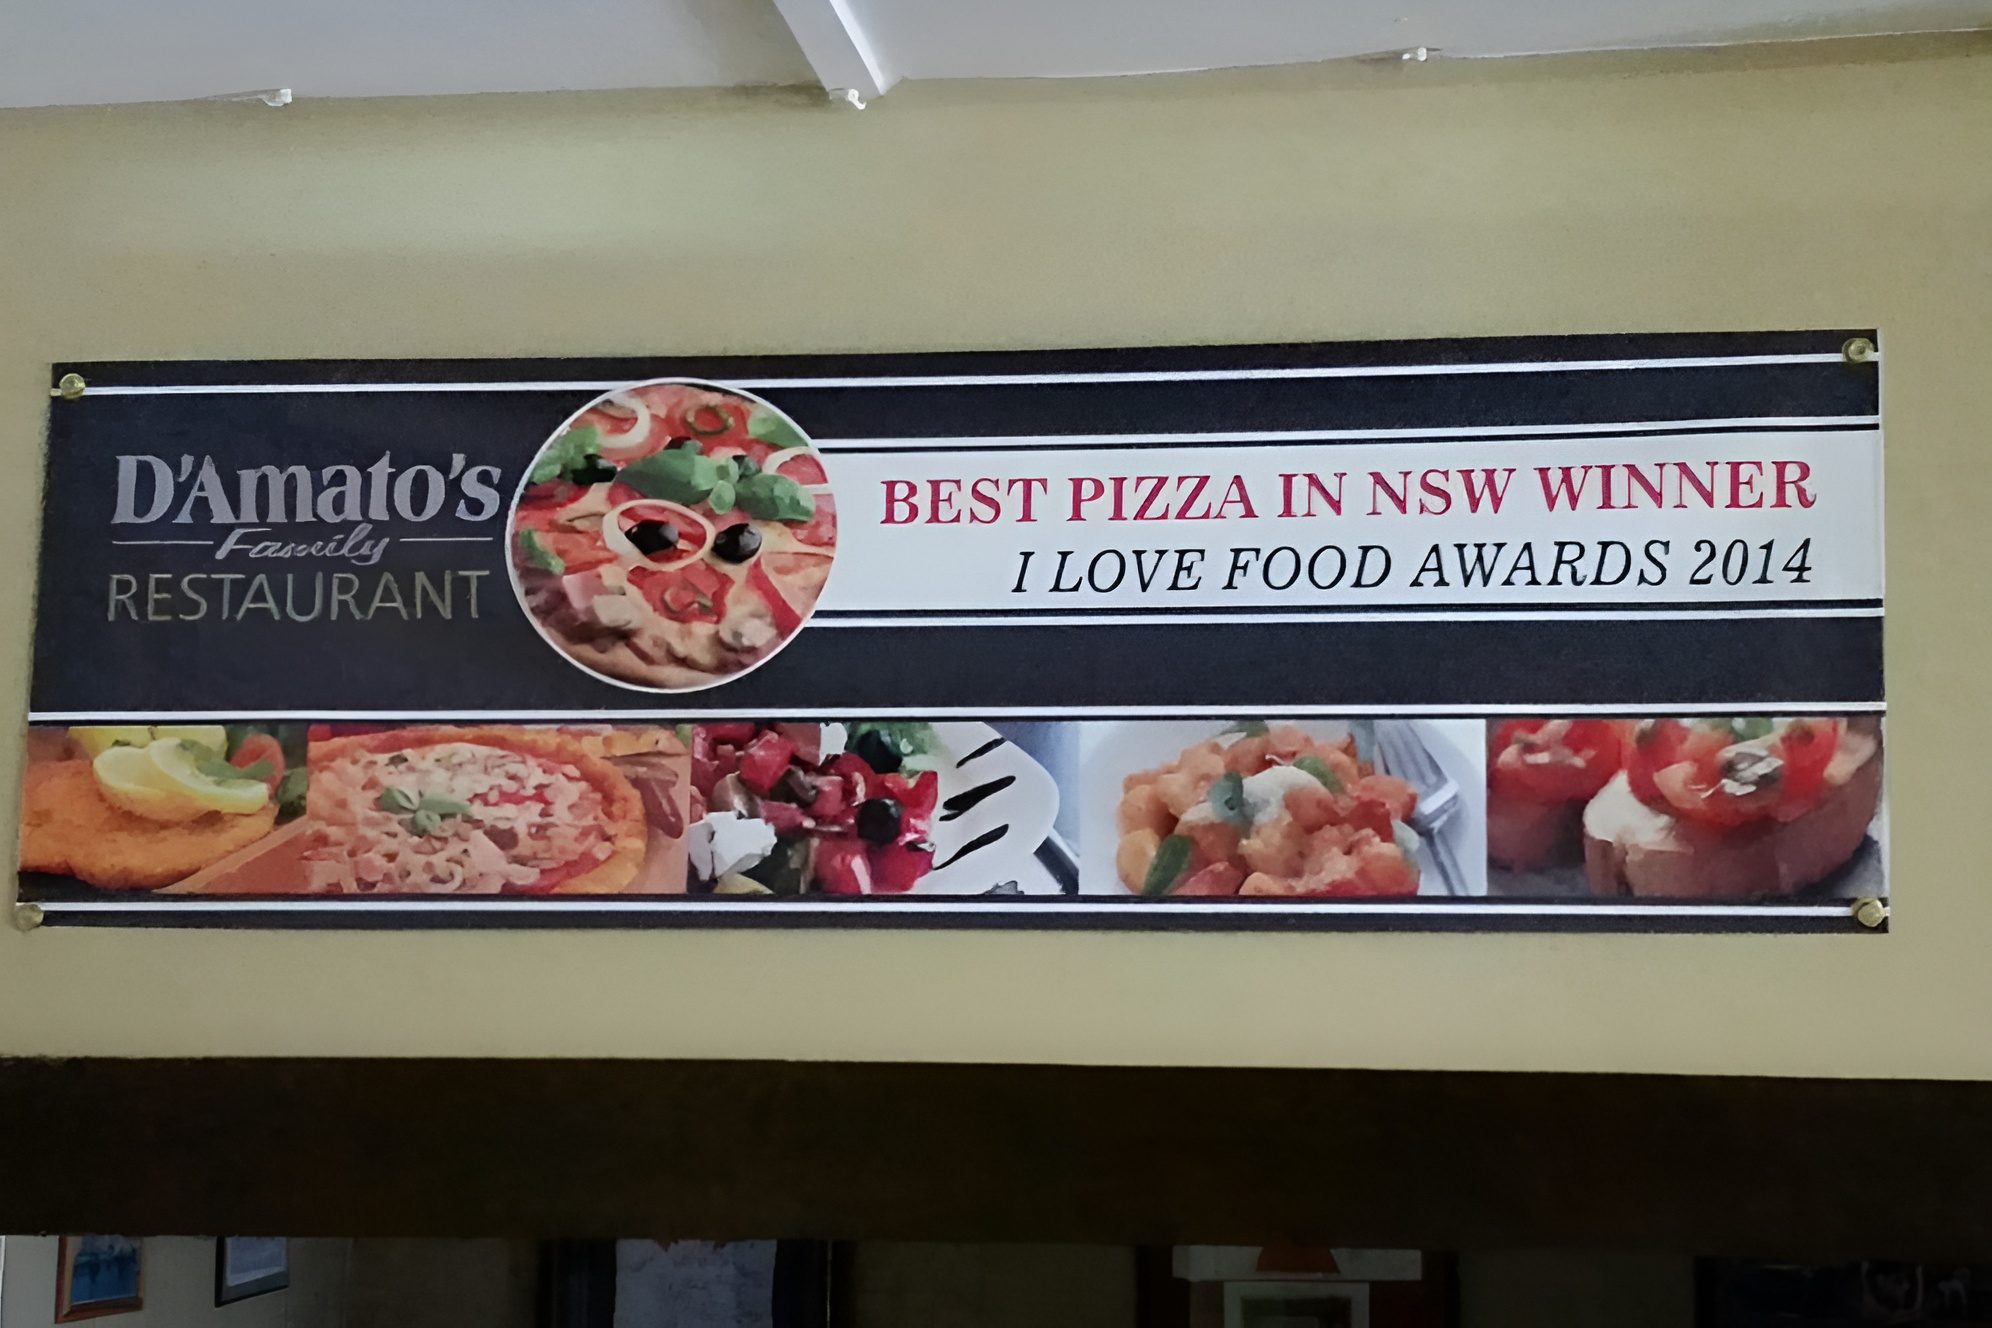 D'Amato's
Family
RESTAURANT
BEST PIZZA IN NSW WINNER
I LOVE FOOD AWARDS 2014